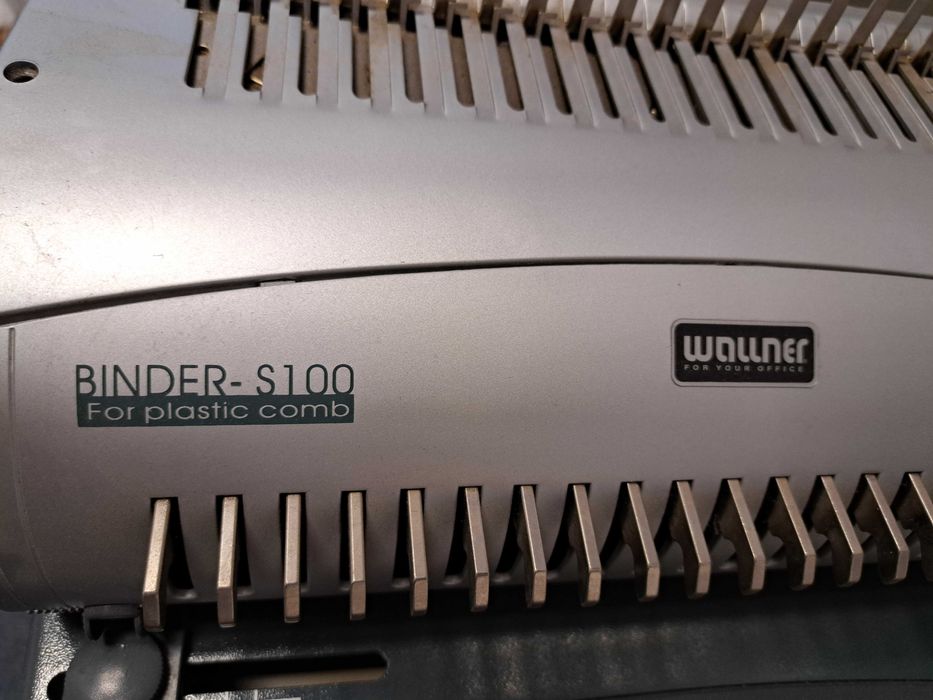 BINDER- S100
For plastic comb
wallner
FOR YOUR OFFICE